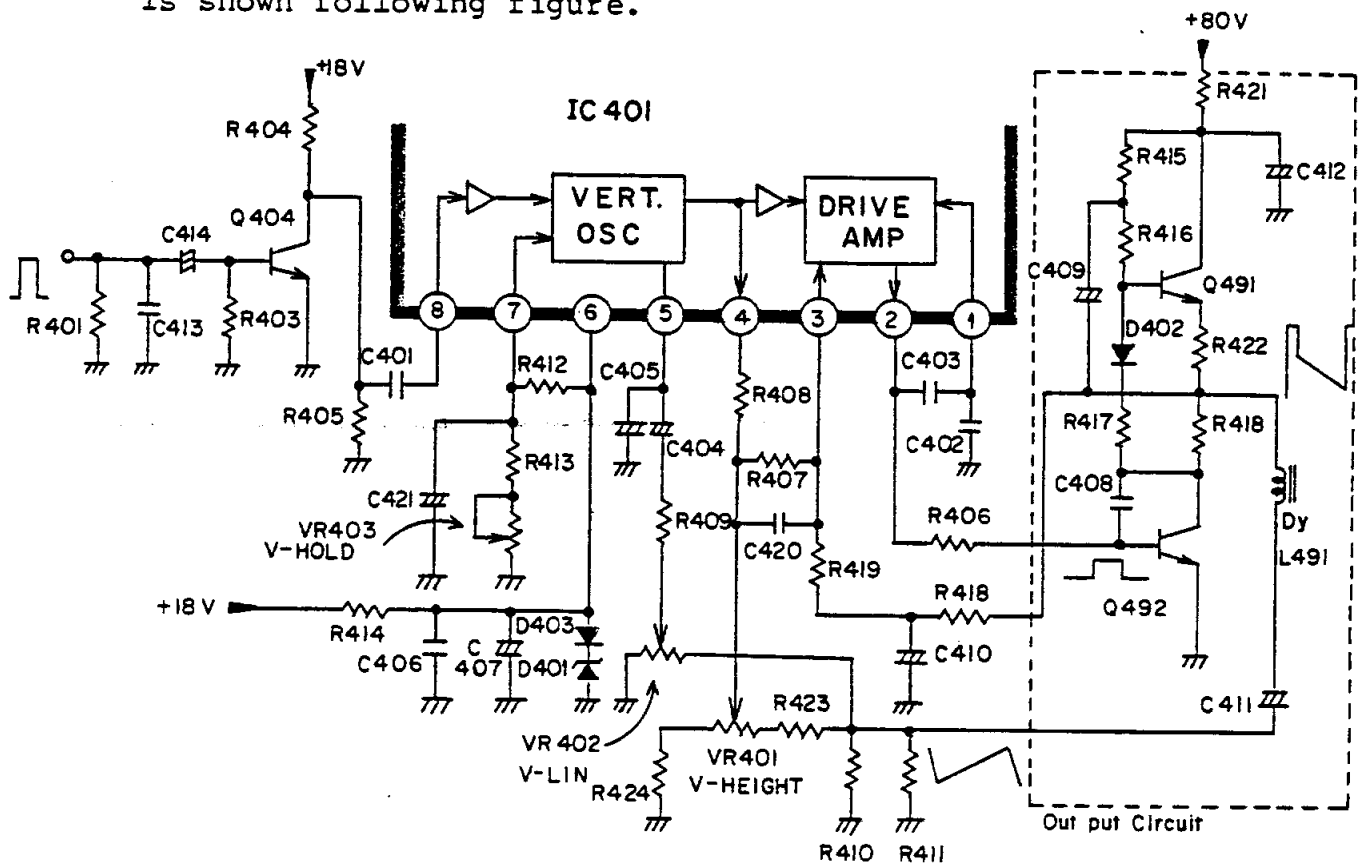 is shown following figure.
+80V
+18V
R421
IC 401
R404
R415
C412
VERT.
OSC
DRIVE
AMP
Q404
C414
R416
C409
Q491
R401
C413
R403
8
7
6
5
4
3
2
1
D402
R422
C401
R412
C405
C403
R408
R405
C404
C402
R417
R418
R413
R407
C408
C421
R409
Dy
L491
VR403
V-HOLD
C420
R406
R419
+18V
R418
Q492
R414
D403
C406
C
407
D401
C410
C411
R423
VR402
V-LIN
VR401
V-HEIGHT
R424
Out put Circuit
R410
R411